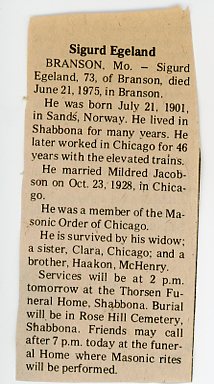 Sigurd Egeland
BRANSON, Mo. — Sigurd
Egeland, 73, of Branson, died
June 21, 1975, in Branson.
He was born July 21, 1901,
in Sands, Norway. He lived in
Shabbona for many years. He
later worked in Chicago for 46
years with the elevated trains.
He married Mildred Jacob-
son on Oct. 23, 1928, in Chica-
go.
He was a member of the Ma-
sonic Order of Chicago.
He is survived by his widow;
a sister, Clara, Chicago; and a
brother, Haakon, McHenry.
Services will be at 2 p.m.
tomorrow at the Thorsen Fu-
neral Home, Shabbona. Burial
will be in Rose Hill Cemetery,
Shabbona. Friends may call
after 7 p.m. today at the funer-
al Home where Masonic rites
will be performed.